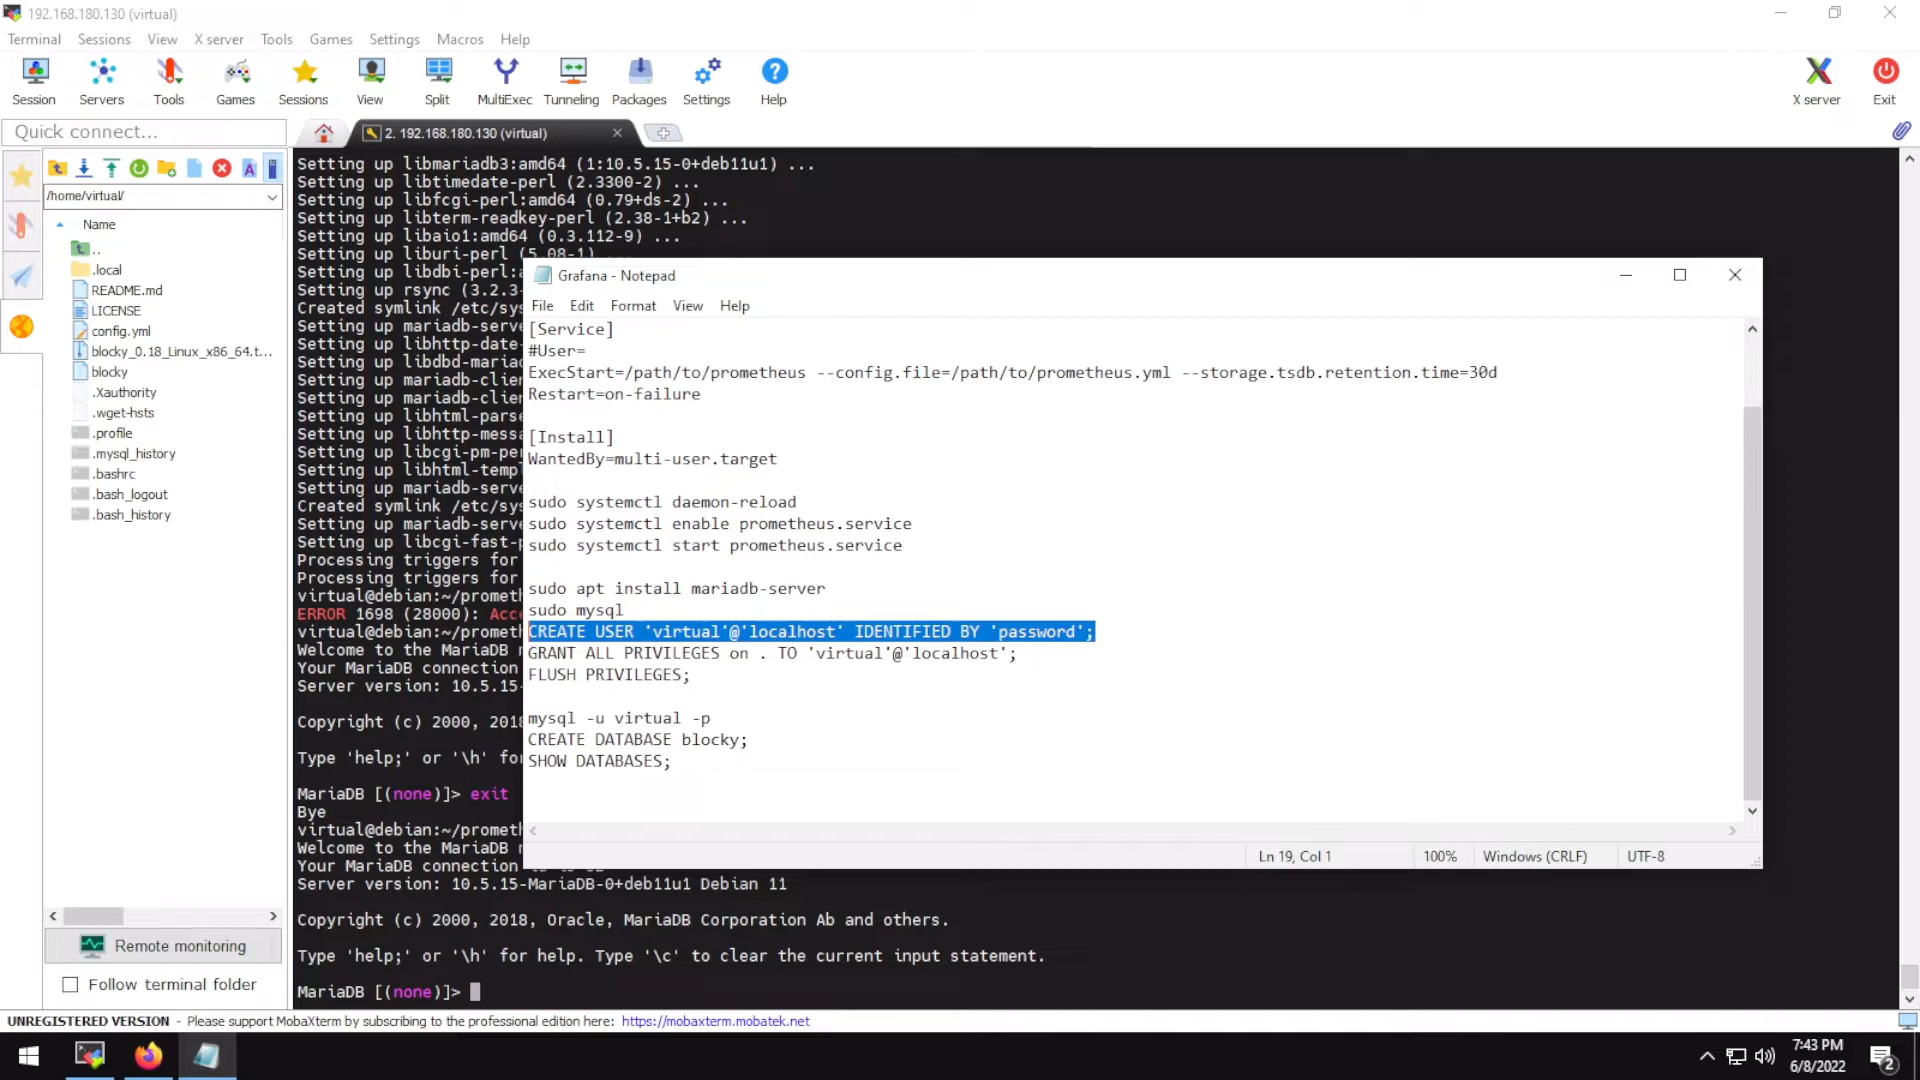 192.168.180.130 (virtual)
Terminal Sessions View X server Tools Games Settings Macros Help
Session Servers Tools Games Sessions View Split MultiExec Tunneling Packages Settings Help X server Exit
Quick connect...
2. 192.168.180.130 (virtual)
/home/virtual/
Name
..
.local
README.md
LICENSE
config.yml
blocky_0.18_Linux_x86_64.t...
blocky
.Xauthority
.wget-hsts
.profile
.mysql_history
.bashrc
.bash_logout
.bash_history
Remote monitoring
Follow terminal folder
Setting up libmariadb3:amd64 (1:10.5.15-0+deb11u1) ...
Setting up libtimedate-perl (2.3300-2) ...
Setting up libfcgi-perl:amd64 (0.79+ds-2) ...
Setting up libterm-readkey-perl (2.38-1+b2) ...
Setting up libaio1:amd64 (0.3.112-9) ...
Setting up liburi-perl (5.08-1) ...
Setting up libdbi-perl:a
Setting up rsync (3.2.3-
Created symlink /etc/sys
Setting up mariadb-serve
Setting up libhttp-date-
Setting up libdbd-mariad
Setting up mariadb-clien
Setting up mariadb-clien
Setting up libhtml-parse
Setting up libhttp-messa
Setting up libcgi-pm-per
Setting up libhtml-templ
Setting up mariadb-serve
Created symlink /etc/sys
Setting up mariadb-serve
Setting up libcgi-fast-p
Processing triggers for
Processing triggers for
virtual@debian:~/prometh
ERROR 1698 (28000): Acce
virtual@debian:~/prometh
Welcome to the MariaDB m
Your MariaDB connection
Server version: 10.5.15-
Copyright (c) 2000, 2018
Type 'help;' or '\h' fo
MariaDB [(none)]> exit
Bye
virtual@debian:~/prometh
Welcome to the MariaDB m
Your MariaDB connection
Server version: 10.5.15-MariaDB-0+deb11u1 Debian 11
Copyright (c) 2000, 2018, Oracle, MariaDB Corporation Ab and others.
Type 'help;' or '\h' for help. Type '\c' to clear the current input statement.
MariaDB [(none)]>
Grafana - Notepad
File Edit Format View Help
[Service]
#User=
ExecStart=/path/to/prometheus --config.file=/path/to/prometheus.yml --storage.tsdb.retention.time=30d
Restart=on-failure
[Install]
WantedBy=multi-user.target
sudo systemctl daemon-reload
sudo systemctl enable prometheus.service
sudo systemctl start prometheus.service
sudo apt install mariadb-server
sudo mysql
CREATE USER 'virtual'@'localhost' IDENTIFIED BY 'password';
GRANT ALL PRIVILEGES on . TO 'virtual'@'localhost';
FLUSH PRIVILEGES;
mysql -u virtual -p
CREATE DATABASE blocky;
SHOW DATABASES;
Ln 19, Col 1 100% Windows (CRLF) UTF-8
UNREGISTERED VERSION - Please support MobaXterm by subscribing to the professional edition here: https://mobaxterm.mobatek.net
7:43 PM
6/8/2022
2